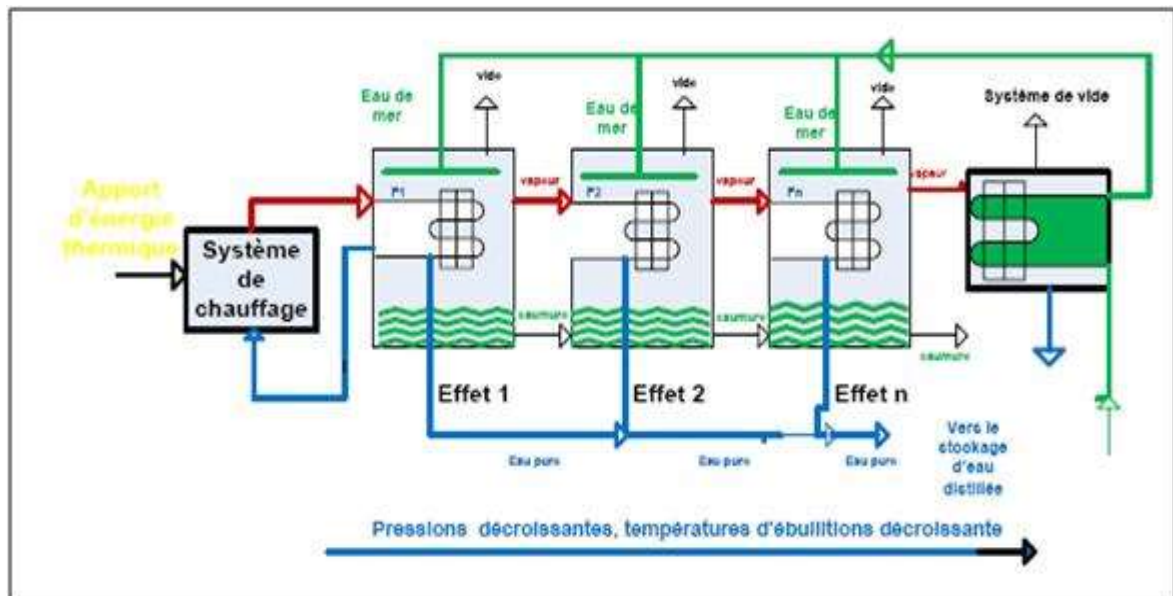 vide
vide
vide
Système de vide
Eau de
mer
Eau de
mer
Eau de
mer
Apport
d'énergie
thermique
Système
de
chauffage
P1
vapeur
P2
vapeur
Pn
vapeur
saumure
saumure
saumure
Effet 1
Effet 2
Effet n
Eau pure
Eau pure
Eau pure
Vers le
stockage
d'eau
distillée
Pressions décroissantes, températures d'ébullitions décroissante